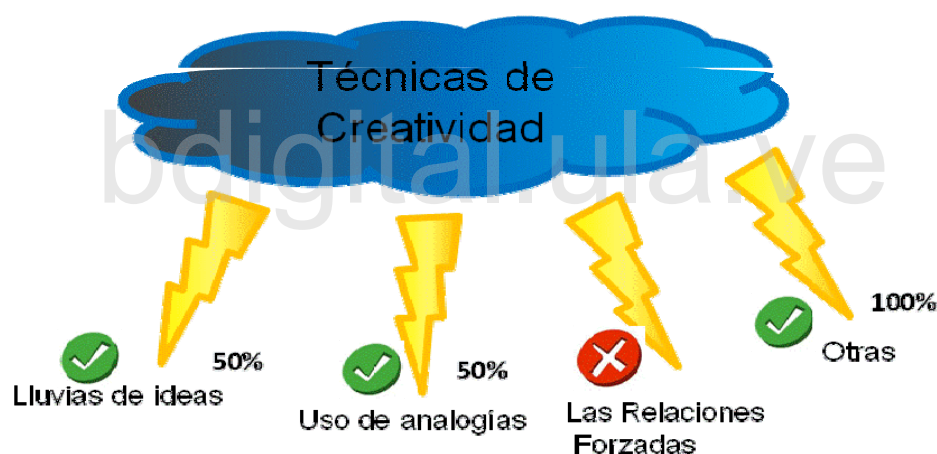 Técnicas de
Creatividad
bdigital.ula.ve
100%
Otras
50%
Lluvias de ideas
50%
Uso de analogías
Las Relaciones
Forzadas